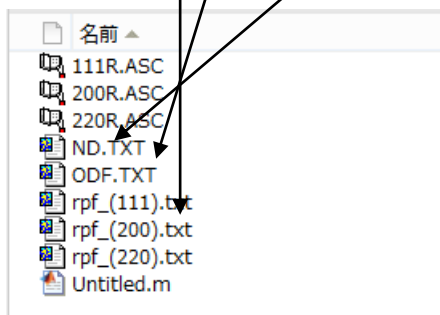 名前
111R.ASC
200R.ASC
220R.ASC
ND.TXT
ODF.TXT
rpf_(111).txt
rpf_(200).txt
rpf_(220).txt
Untitled.m